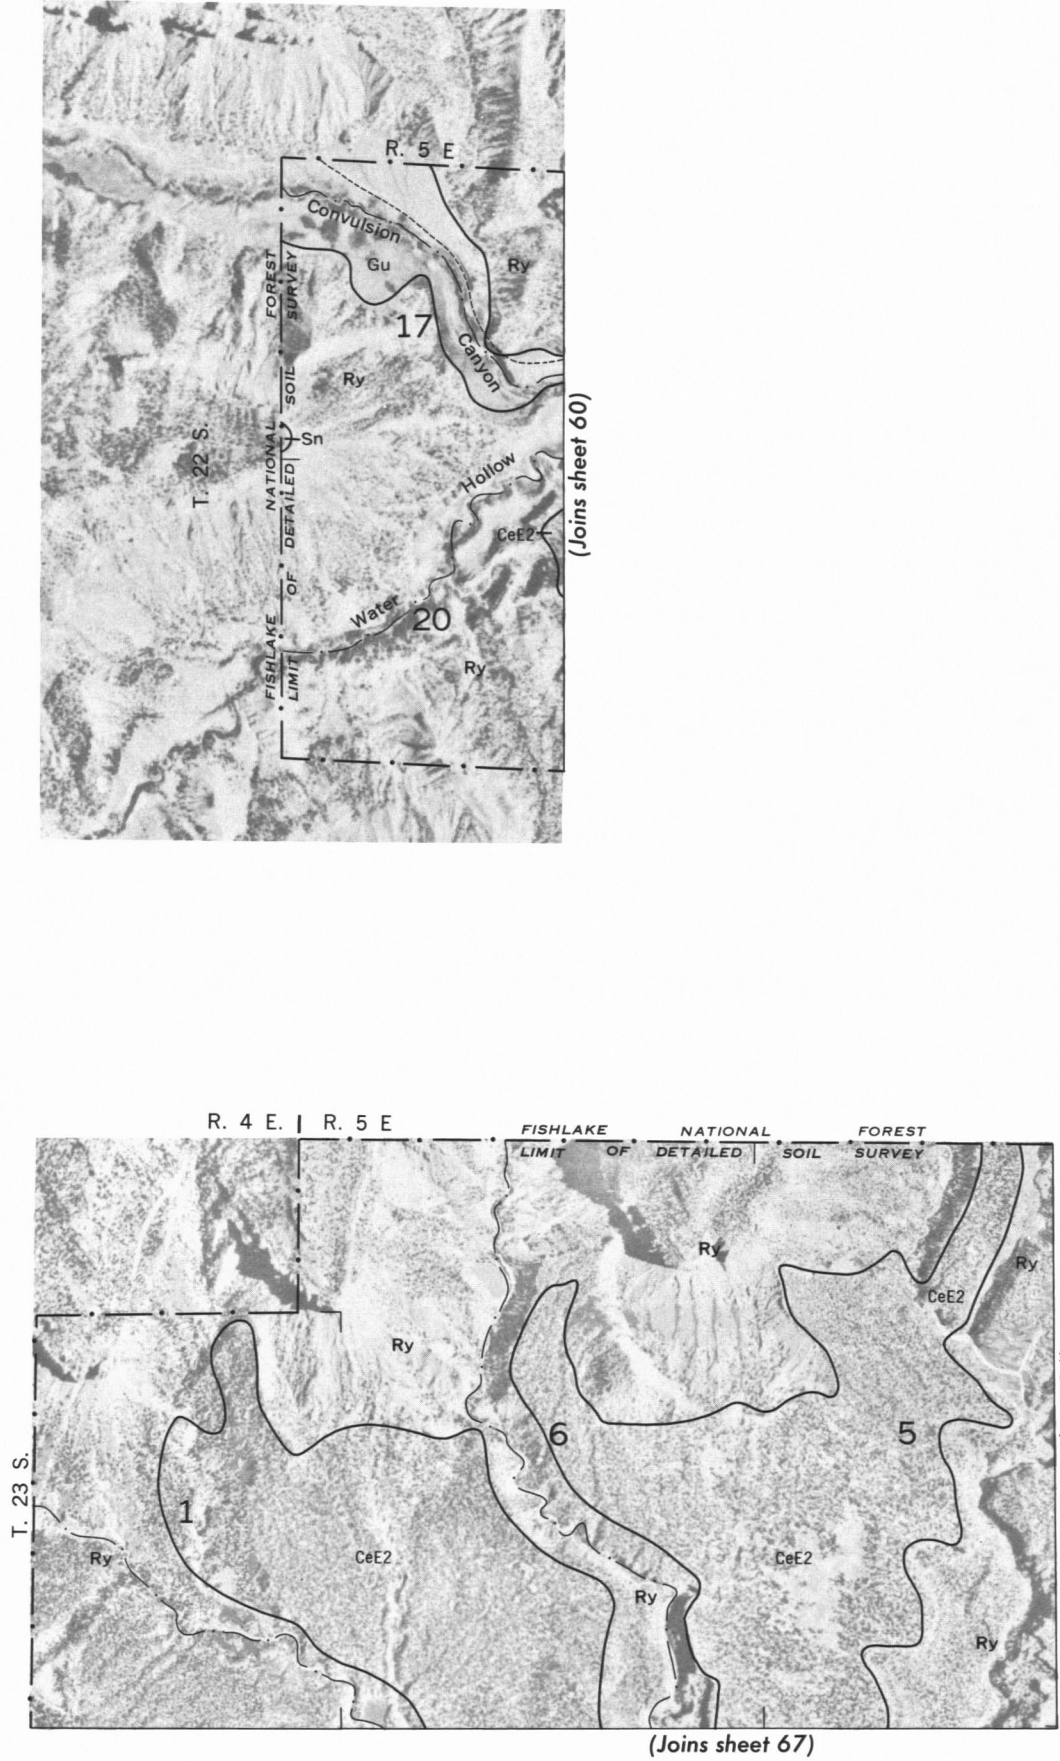 R. 5 E
Convulsion
Canyon
Gu
Ry
17
Ry
Sn
T. 22 S.
FISHLAKE NATIONAL FOREST
LIMIT OF DETAILED SOIL SURVEY
Hollow
Water
CeE2
20
Ry
(Joins sheet 60)
R. 4 E. R. 5 E
FISHLAKE NATIONAL FOREST
LIMIT OF DETAILED SOIL SURVEY
Ry
Ry
CeE2
Ry
6
5
T. 23 S.
1
Ry
CeE2
CeE2
Ry
Ry
(Joins sheet 67)